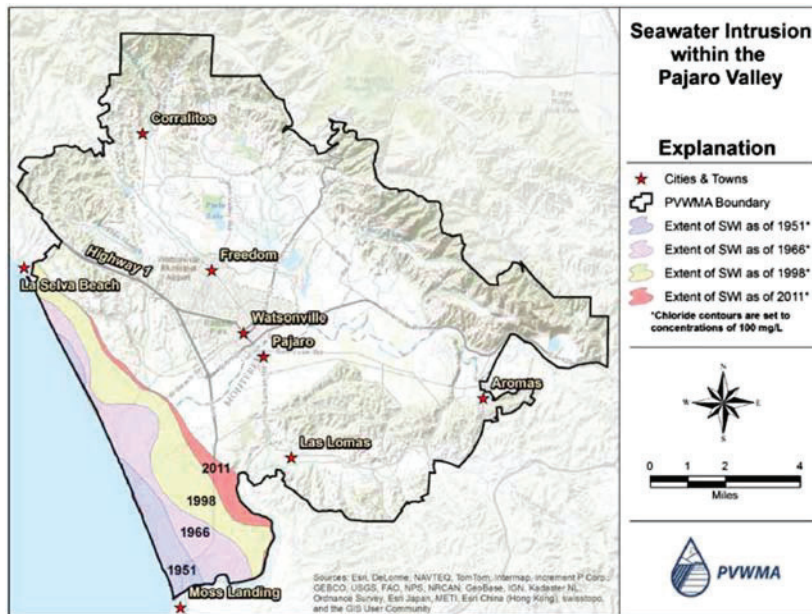 Seawater Intrusion
within the
Pajaro Valley
Explanation
Cities & Towns
PVWMA Boundary
Extent of SWI as of 1951*
Extent of SWI as of 1966*
Extent of SWI as of 1998*
Extent of SWI as of 2011*
*Chloride contours are set to
concentrations of 100 mg/L
N
W
E
S
0 2 4
Miles
PVWMA
Corralitos
Highway 1
Freedom
La Selva Beach
Watsonville
Pajaro
Aromas
Las Lomas
2011
1998
1966
1951
Moss Landing
Sources: Esri, DeLorme, NAVTEQ, TomTom, Intermap, increment P Corp.,
GEBCO, USGS, FAO, NPS, NRCAN, GeoBase, IGN, Kadaster NL,
Ordnance Survey, Esri Japan, METI, Esri China (Hong Kong), swisstopo,
and the GIS User Community